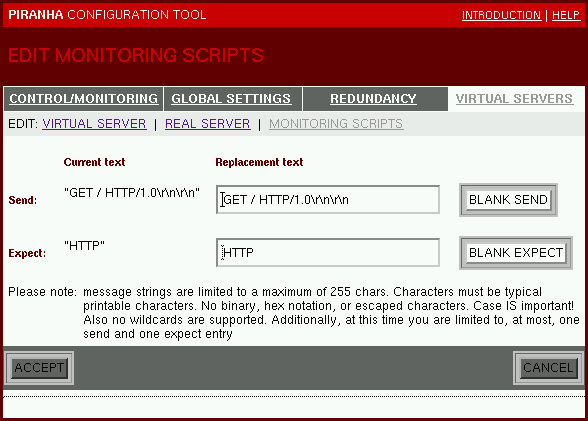 PIRANHA CONFIGURATION TOOL INTRODUCTION | HELP
EDIT MONITORING SCRIPTS
CONTROL/MONITORING GLOBAL SETTINGS REDUNDANCY VIRTUAL SERVERS
EDIT: VIRTUAL SERVER | REAL SERVER | MONITORING SCRIPTS
Current text Replacement text
Send: "GET / HTTP/1.0\r\n\r\n" GET / HTTP/1.0\r\n\r\n BLANK SEND
Expect: "HTTP" HTTP BLANK EXPECT
Please note: message strings are limited to a maximum of 255 chars. Characters must be typical
printable characters. No binary, hex notation, or escaped characters. Case IS important!
Also no wildcards are supported. Additionally, at this time you are limited to, at most, one
send and one expect entry
ACCEPT CANCEL